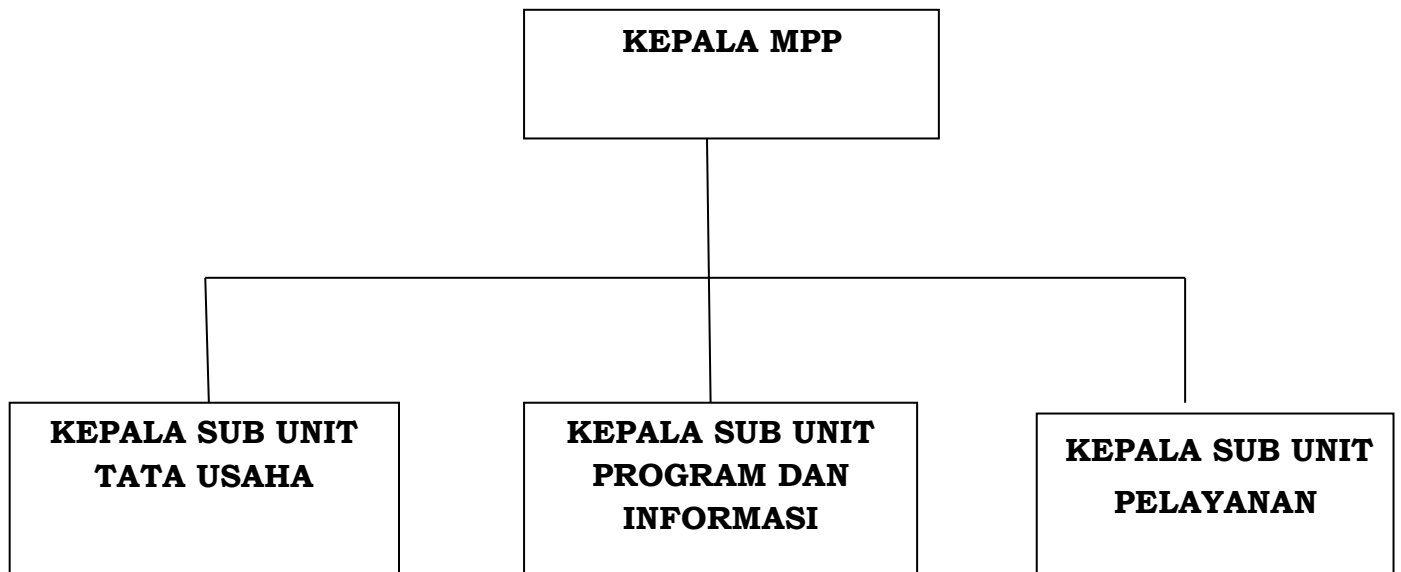 KEPALA MPP
KEPALA SUB UNIT
TATA USAHA
KEPALA SUB UNIT
PROGRAM DAN
INFORMASI
KEPALA SUB UNIT
PELAYANAN